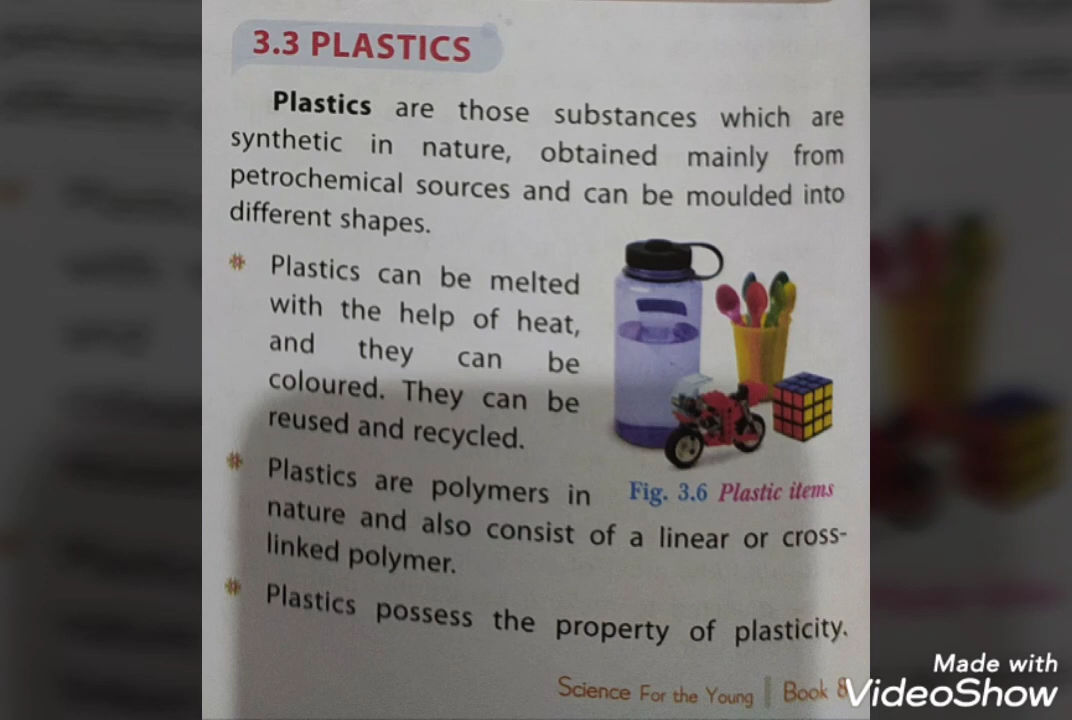 3.3 PLASTICS
Plastics are those substances which are
synthetic in nature, obtained mainly from
petrochemical sources and can be moulded into
different shapes.
Plastics can be melted
with the help of heat,
and they can be
coloured. They can be
reused and recycled.
Fig. 3.6 Plastic items
Plastics are polymers in
nature and also consist of a linear or cross-
linked polymer.
Plastics possess the property of plasticity.
Science For the Young | Book 8
Made with
VideoShow